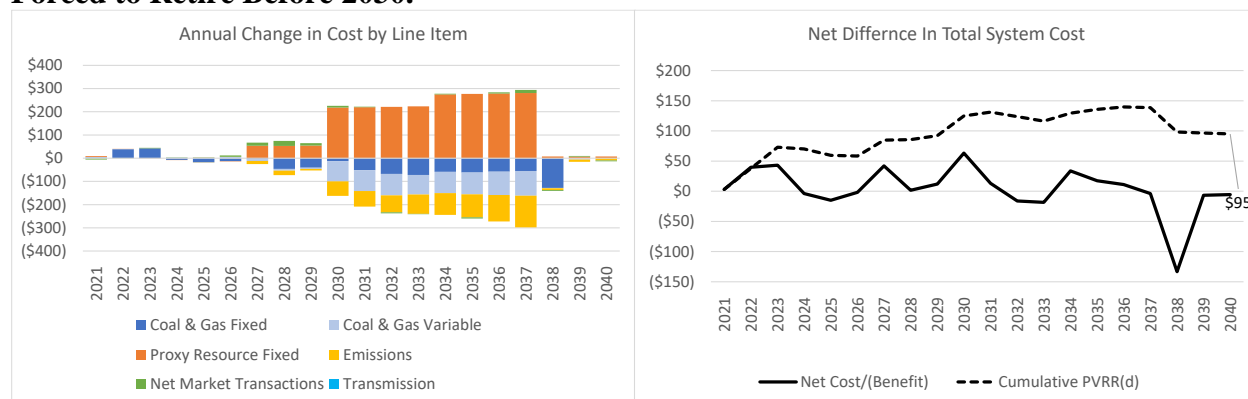 Forced to Retire Before 2030.
Annual Change in Cost by Line Item
$400
$300
$200
$100
$0
($100)
($200)
($300)
($400)
2021 2022 2023 2024 2025 2026 2027 2028 2029 2030 2031 2032 2033 2034 2035 2036 2037 2038 2039 2040
Coal & Gas Fixed Coal & Gas Variable
Proxy Resource Fixed Emissions
Net Market Transactions Transmission
Net Differnce In Total System Cost
$200
$150
$100
$50
$0
($50)
($100)
($150)
$95
2021 2022 2023 2024 2025 2026 2027 2028 2029 2030 2031 2032 2033 2034 2035 2036 2037 2038 2039 2040
Net Cost/(Benefit) Cumulative PVRR(d)